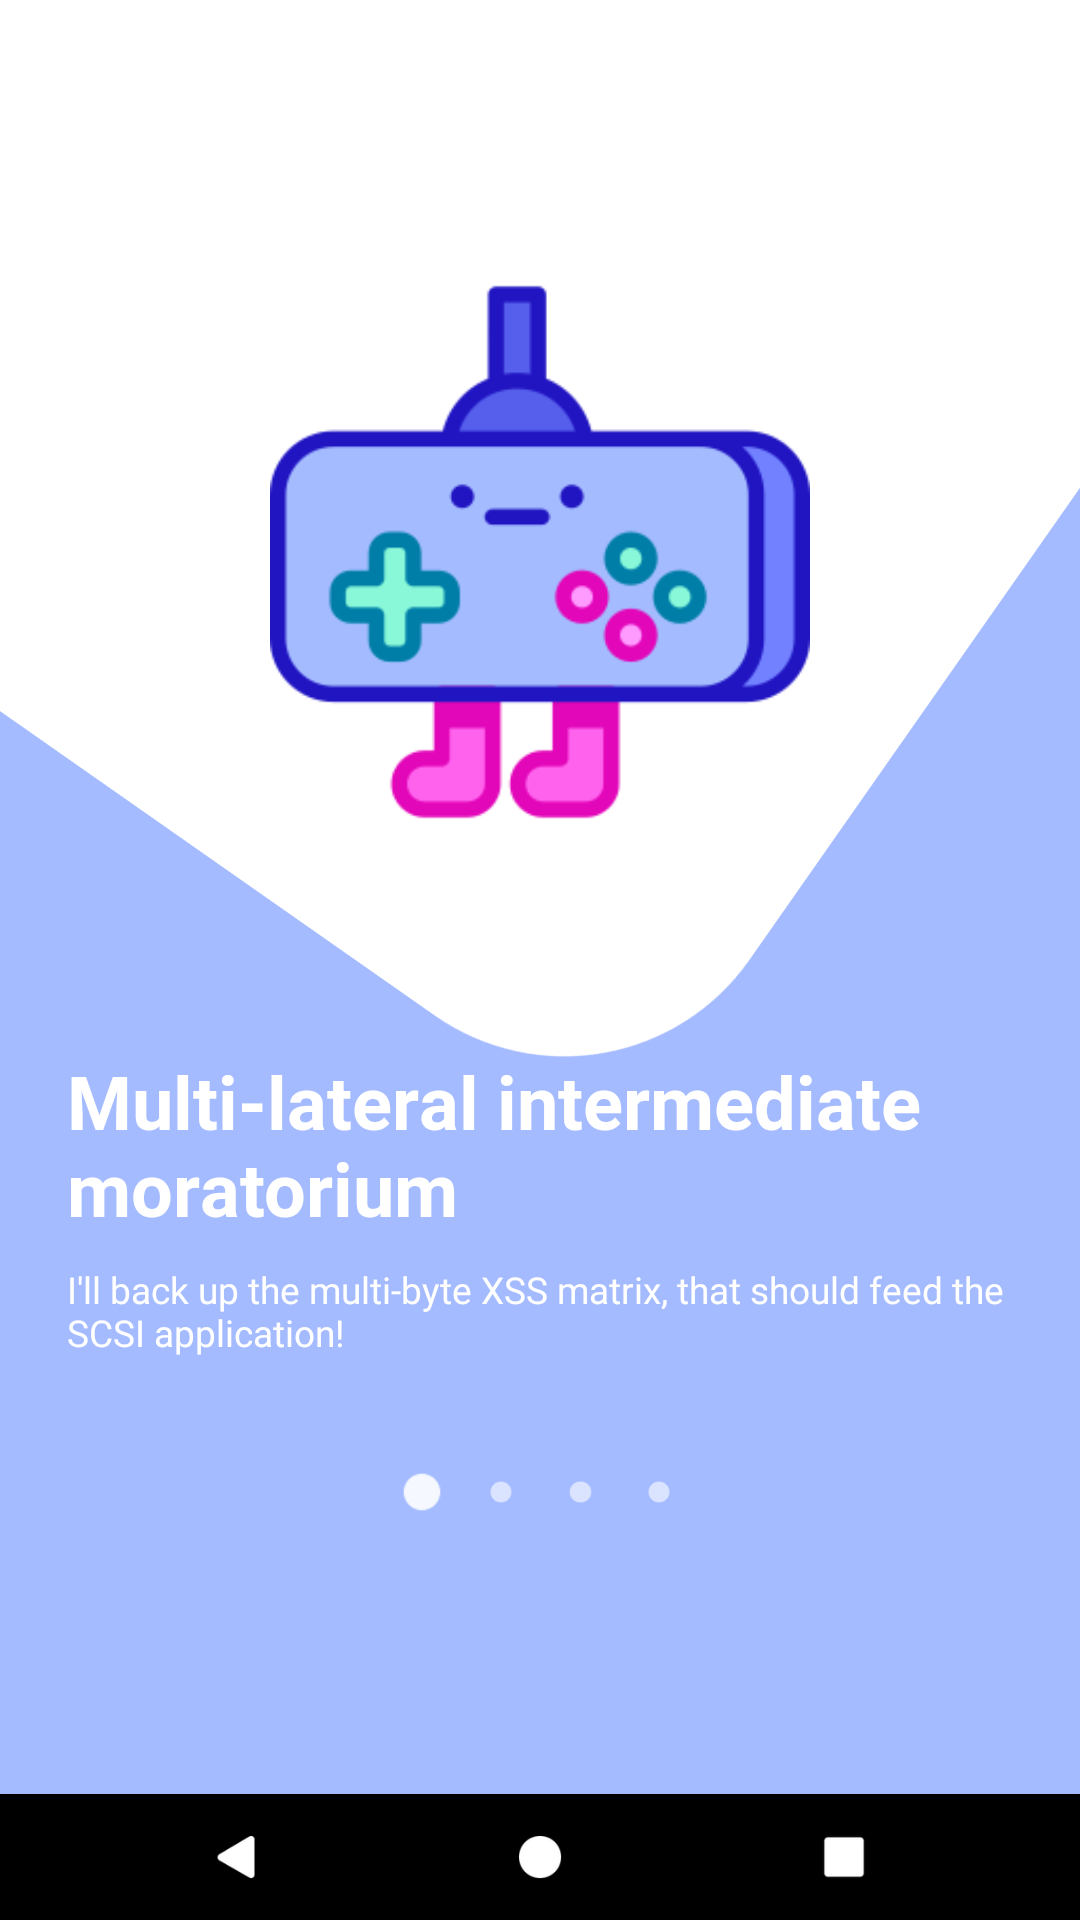 Multi-lateral intermediate
moratorium
I'll back up the multi-byte XSS matrix, that should feed the
SCSI application!